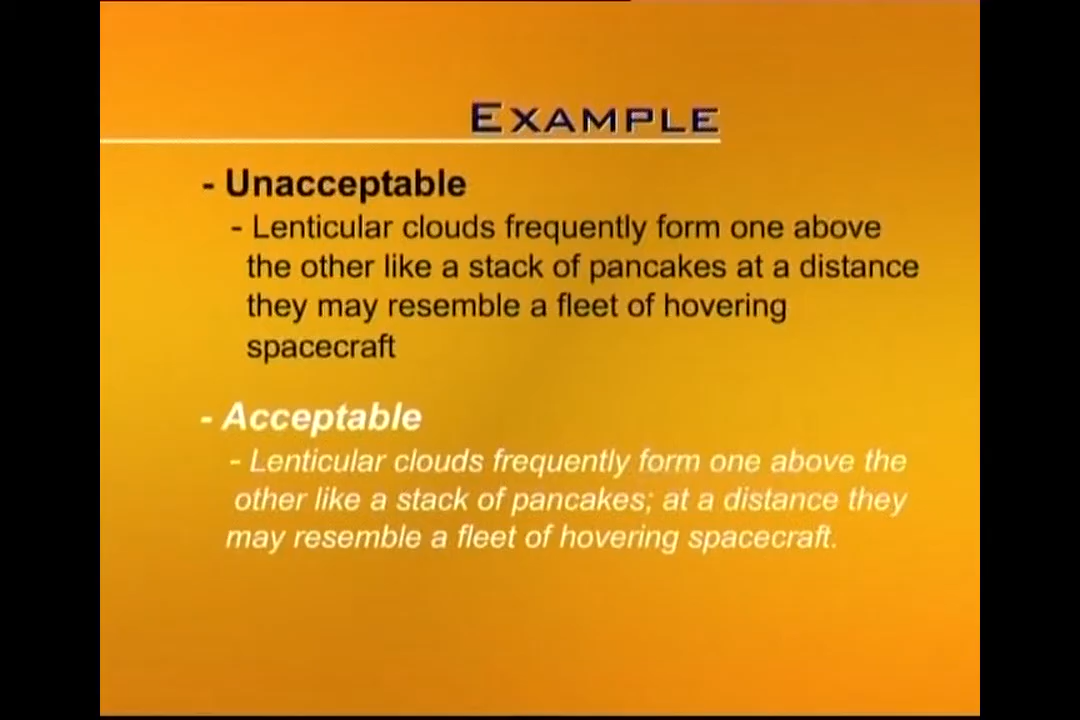 EXAMPLE
- Unacceptable
- Lenticular clouds frequently form one above
the other like a stack of pancakes at a distance
they may resemble a fleet of hovering
spacecraft
- Acceptable
- Lenticular clouds frequently form one above the
other like a stack of pancakes; at a distance they
may resemble a fleet of hovering spacecraft.